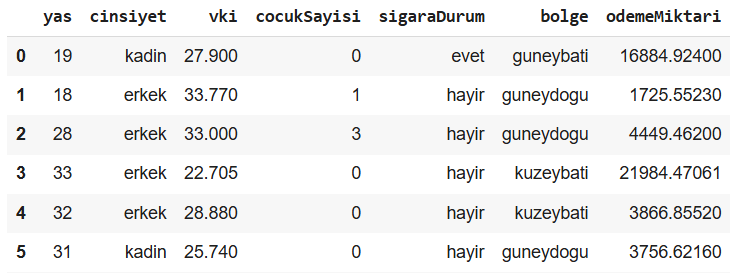 yas cinsiyet vki cocukSayisi sigaraDurum bolge odemeMiktari
0 19 kadin 27.900 0 evet guneybati 16884.92400
1 18 erkek 33.770 1 hayir guneydogu 1725.55230
2 28 erkek 33.000 3 hayir guneydogu 4449.46200
3 33 erkek 22.705 0 hayir kuzeybati 21984.47061
4 32 erkek 28.880 0 hayir kuzeybati 3866.85520
5 31 kadin 25.740 0 hayir guneydogu 3756.62160